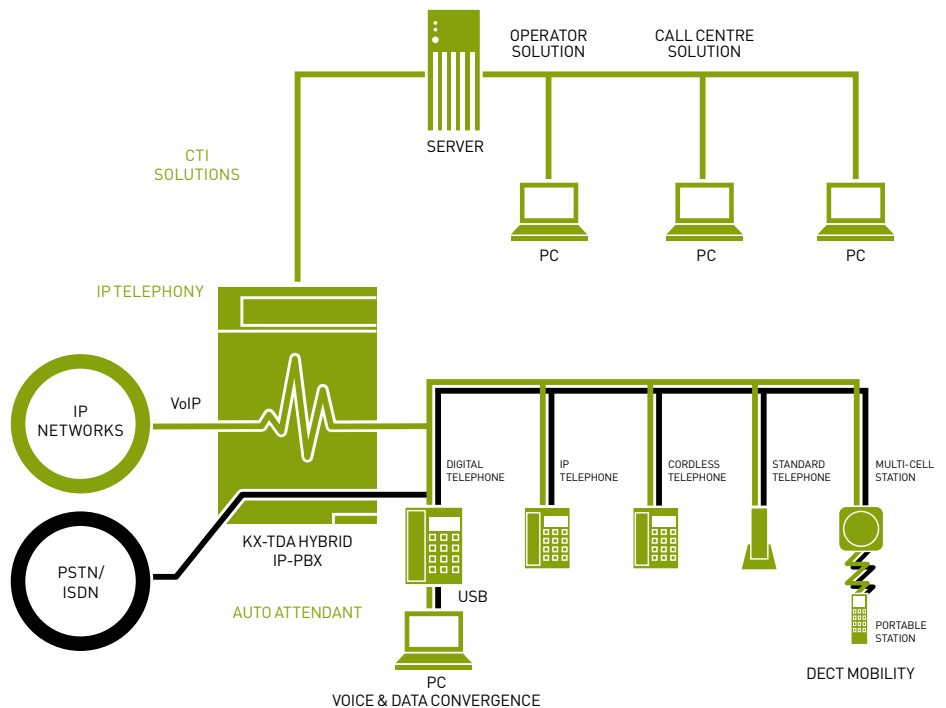 OPERATOR
SOLUTION
CALL CENTRE
SOLUTION
SERVER
CTI
SOLUTIONS
PC
PC
PC
IP TELEPHONY
IP
NETWORKS
VoIP
DIGITAL
TELEPHONE
IP
TELEPHONE
CORDLESS
TELEPHONE
STANDARD
TELEPHONE
MULTI-CELL
STATION
KX-TDA HYBRID
IP-PBX
PSTN/
ISDN
USB
AUTO ATTENDANT
PORTABLE
STATION
DECT MOBILITY
PC
VOICE & DATA CONVERGENCE